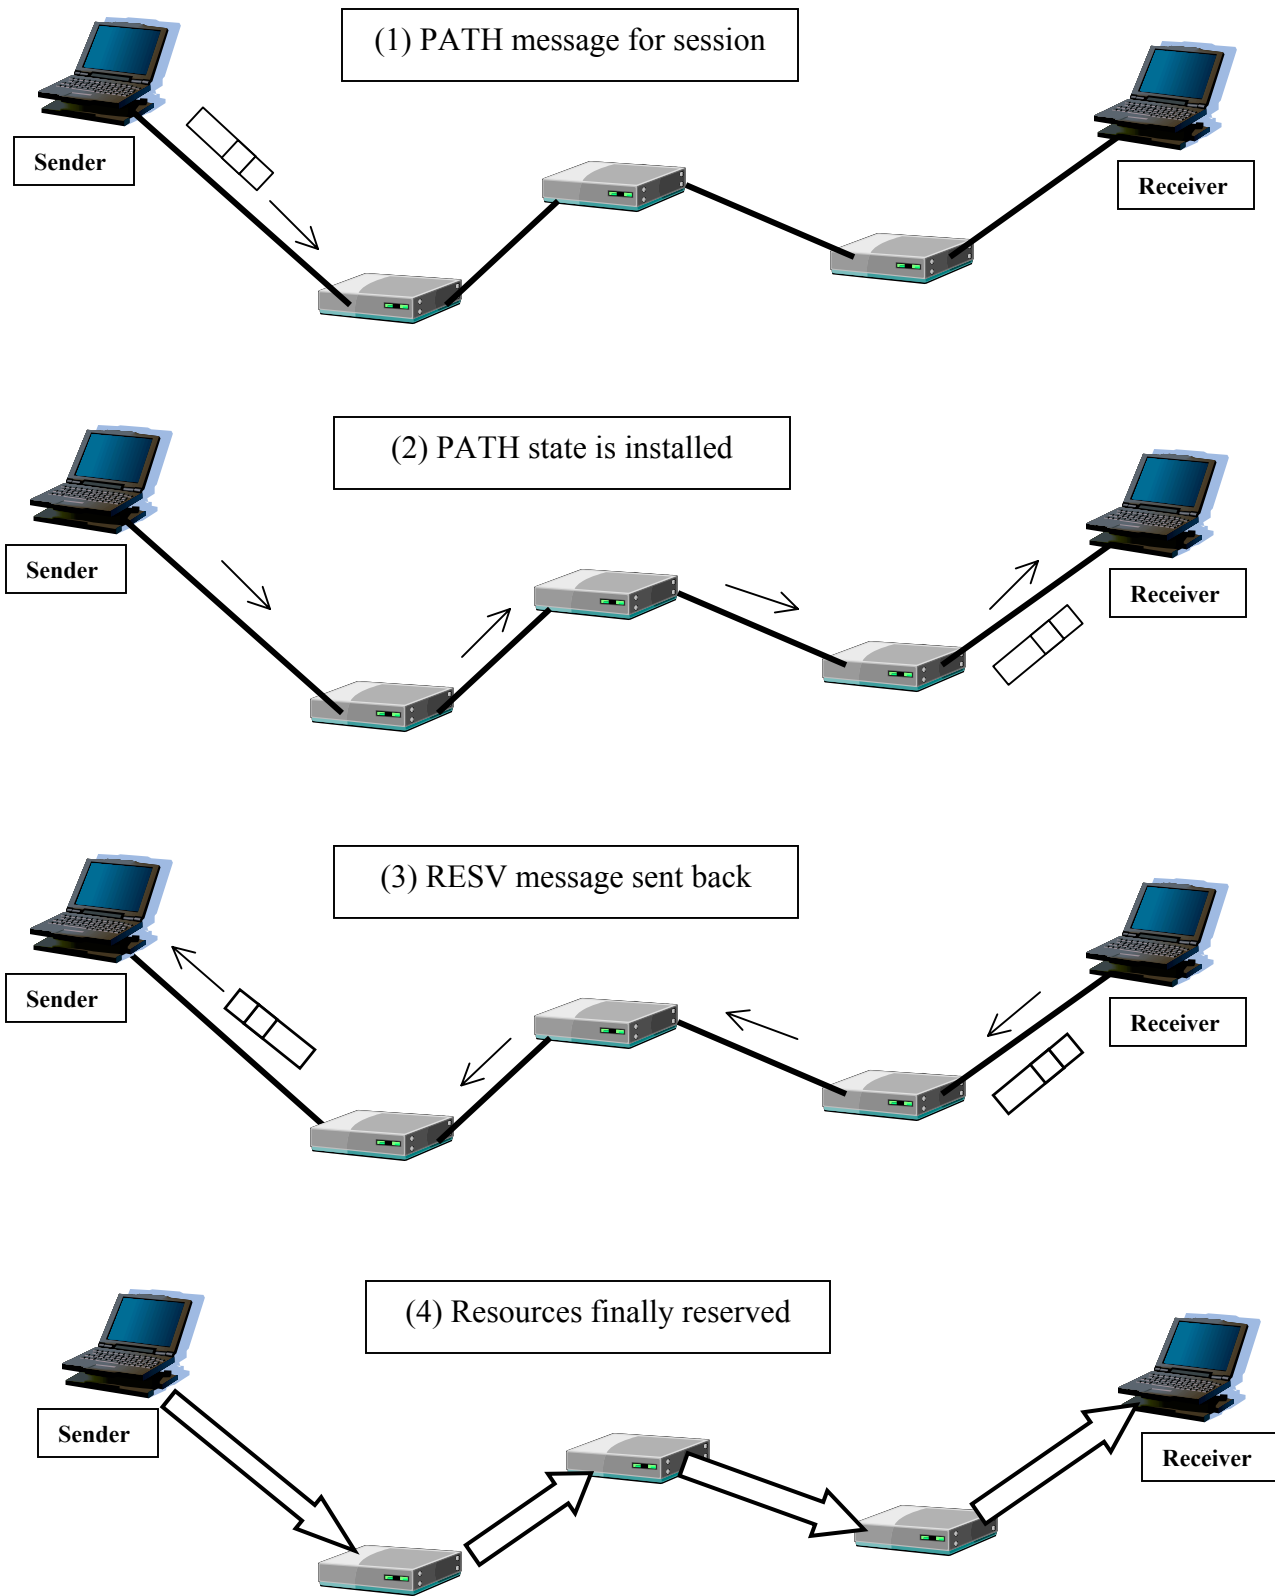 (1) PATH message for session
Sender
Receiver
(2) PATH state is installed
Sender
Receiver
(3) RESV message sent back
Sender
Receiver
(4) Resources finally reserved
Sender
Receiver